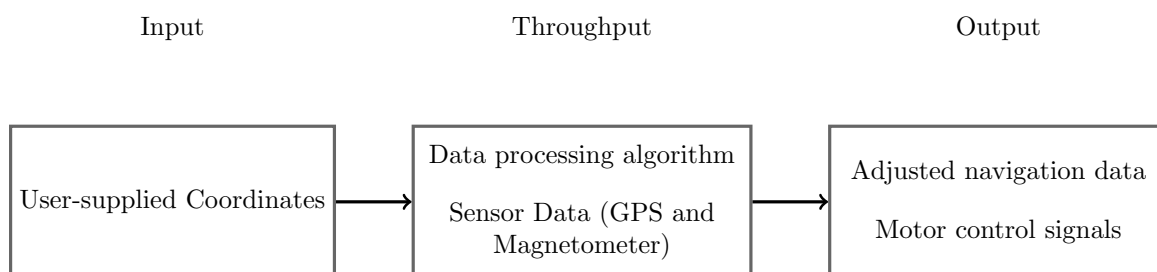 Input
Throughput
Output
User-supplied Coordinates
Data processing algorithm
Sensor Data (GPS and
Magnetometer)
Adjusted navigation data
Motor control signals